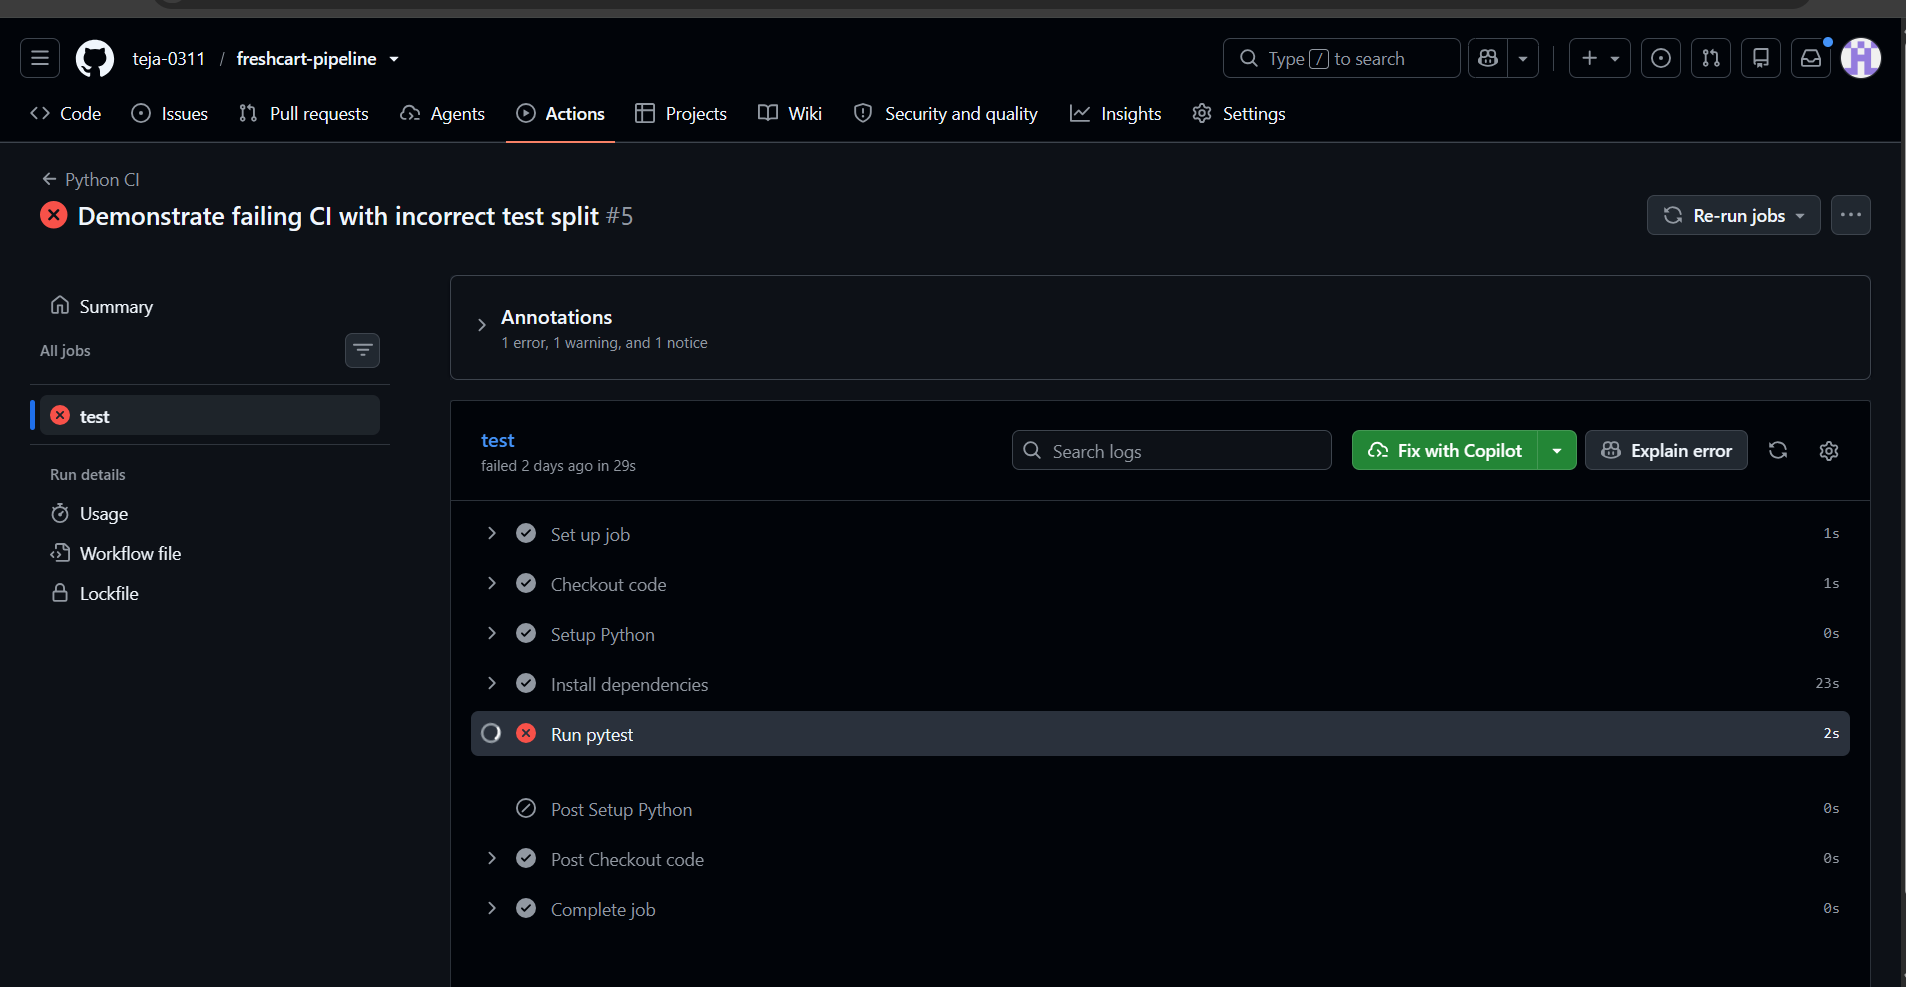 teja-0311 / freshcart-pipeline
Type / to search
Code
Issues
Pull requests
Agents
Actions
Projects
Wiki
Security and quality
Insights
Settings
Python CI
Demonstrate failing CI with incorrect test split #5
Re-run jobs
Summary
All jobs
test
Run details
Usage
Workflow file
Lockfile
Annotations
1 error, 1 warning, and 1 notice
test
failed 2 days ago in 29s
Search logs
Fix with Copilot
Explain error
Set up job 1s
Checkout code 1s
Setup Python 0s
Install dependencies 23s
Run pytest 2s
Post Setup Python 0s
Post Checkout code 0s
Complete job 0s